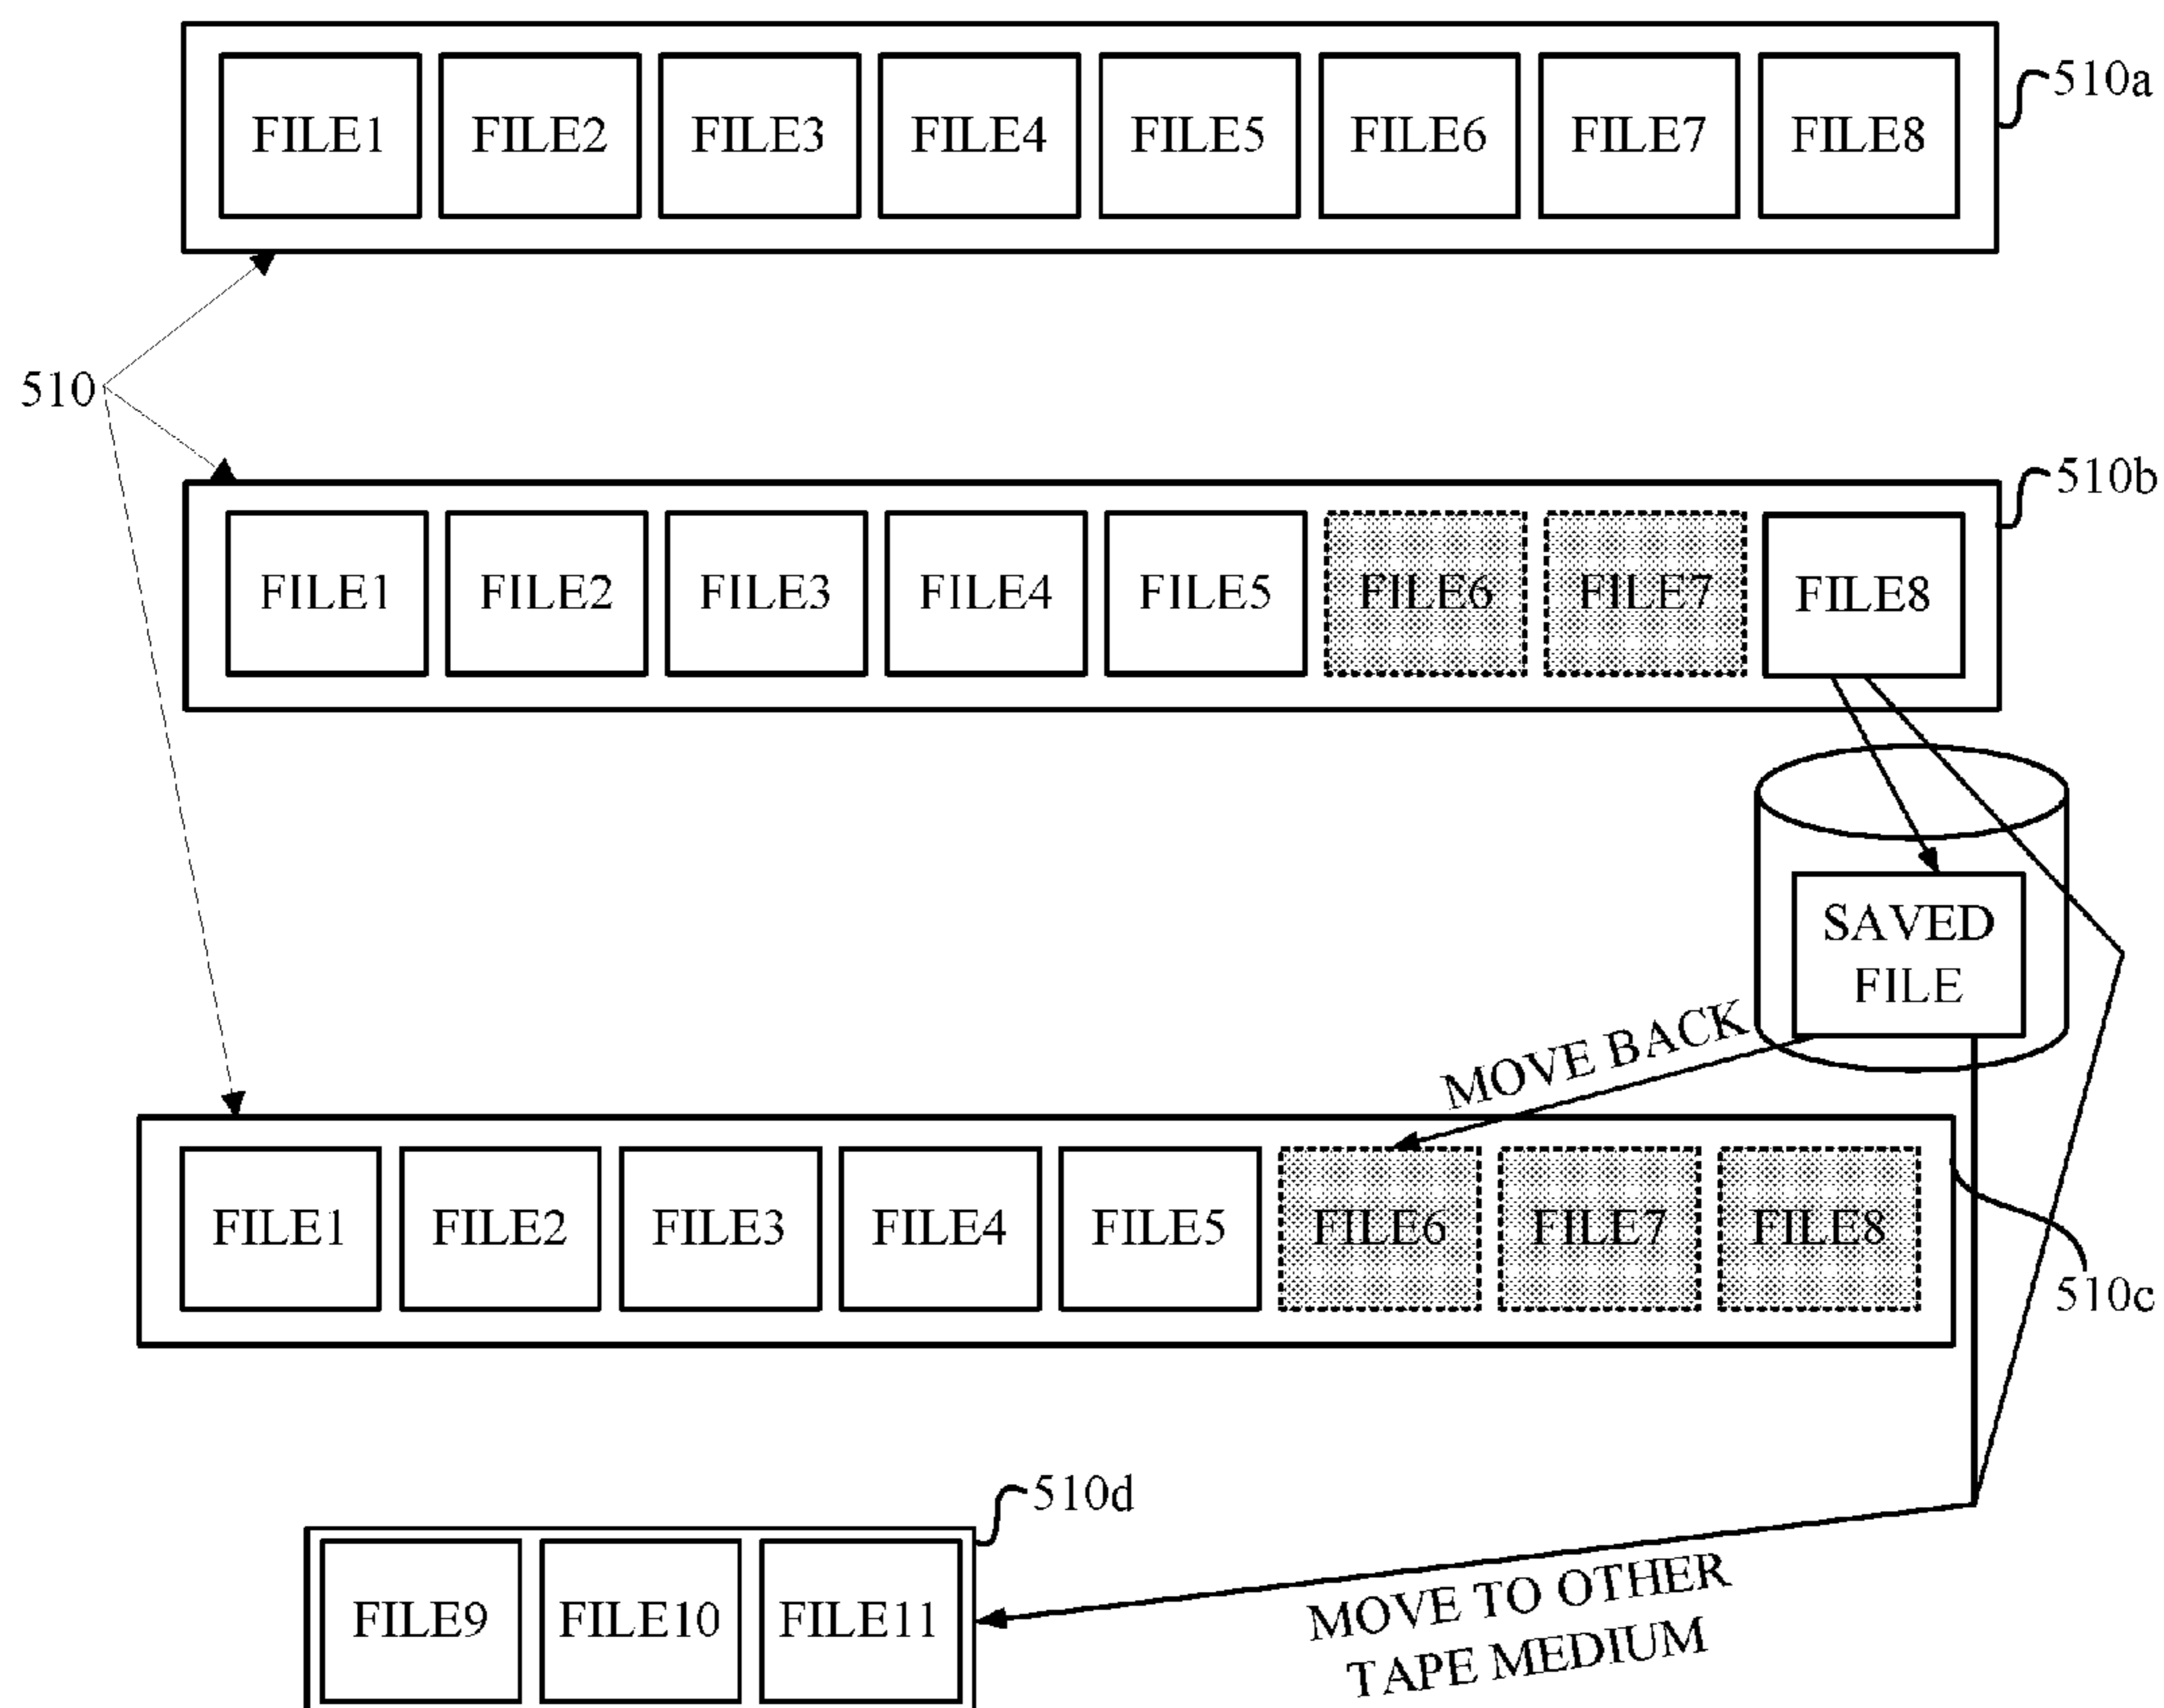 FILE1 FILE2 FILE3 FILE4 FILE5 FILE6 FILE7 FILE8
510a
510
510b
FILE1 FILE2 FILE3 FILE4 FILE5 FILE6 FILE7 FILE8
SAVED
FILE
MOVE BACK
FILE1 FILE2 FILE3 FILE4 FILE5 FILE6 FILE7 FILE8
510c
510d
FILE9 FILE10 FILE11
MOVE TO OTHER
TAPE MEDIUM